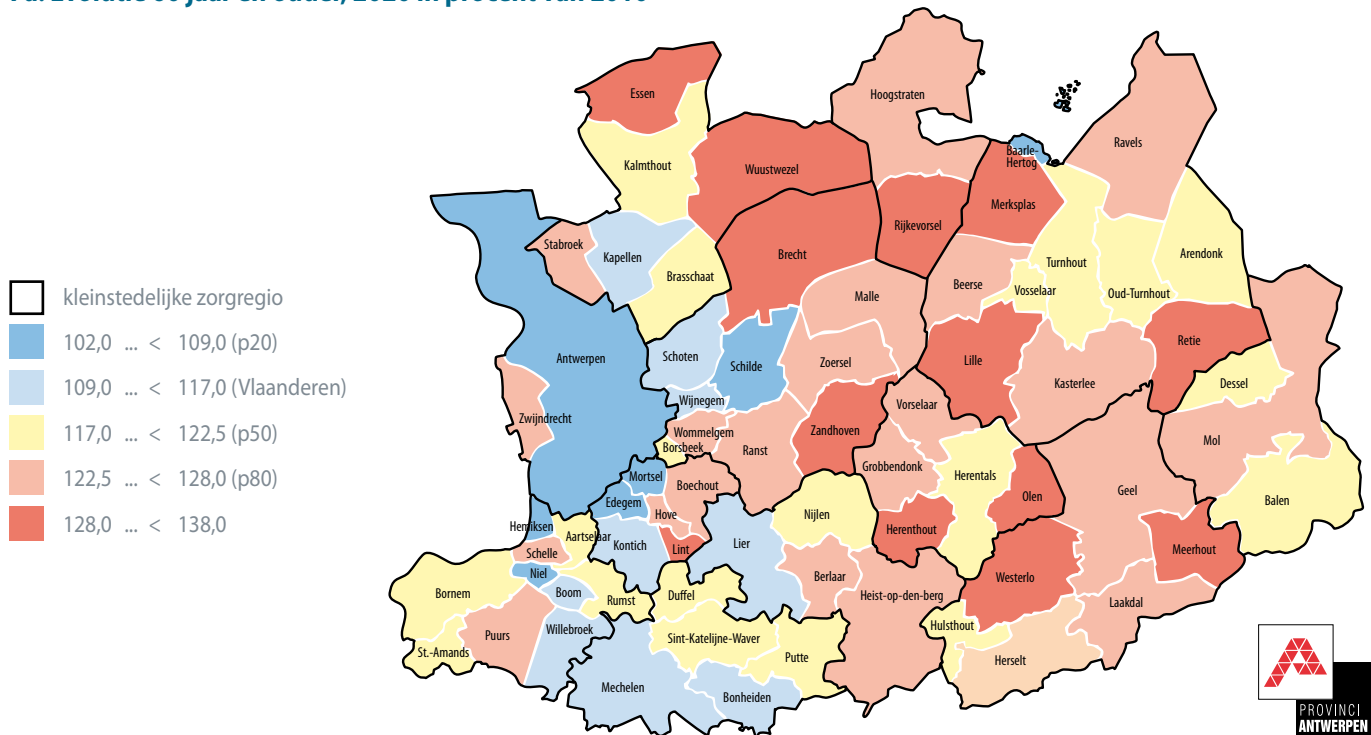 kleinstedelijke zorgregio
102,0 ... < 109,0 (p20)
109,0 ... < 117,0 (Vlaanderen)
117,0 ... < 122,5 (p50)
122,5 ... < 128,0 (p80)
128,0 ... < 138,0
Essen
Hoogstraten
Ravels
Kalmthout
Wuustwezel
Baarle-
Hertog
Merksplas
Rijkevorsel
Stabroek
Kapellen
Brecht
Brasschaat
Turnhout
Arendonk
Beerse
Vosselaar
Oud-Turnhout
Malle
Antwerpen
Schoten
Schilde
Zoersel
Lille
Retie
Kasterlee
Dessel
Wijnegem
Vorselaar
Zwijndrecht
Wommelgem
Zandhoven
Borsbeek
Ranst
Mol
Grobbendonk
Herentals
Mortsel
Boechout
Geel
Olen
Balen
Edegem
Hove
Nijlen
Hemiksen
Aartselaar
Kontich
Lint
Lier
Herenthout
Meerhout
Schelle
Niel
Berlaar
Westerlo
Bornem
Boom
Rumst
Duffel
Heist-op-den-berg
Laakdal
Puurs
Willebroek
Sint-Katelijne-Waver
Hulsthout
St.-Amands
Putte
Herselt
Mechelen
Bonheiden
PROVINCI
ANTWERPEN